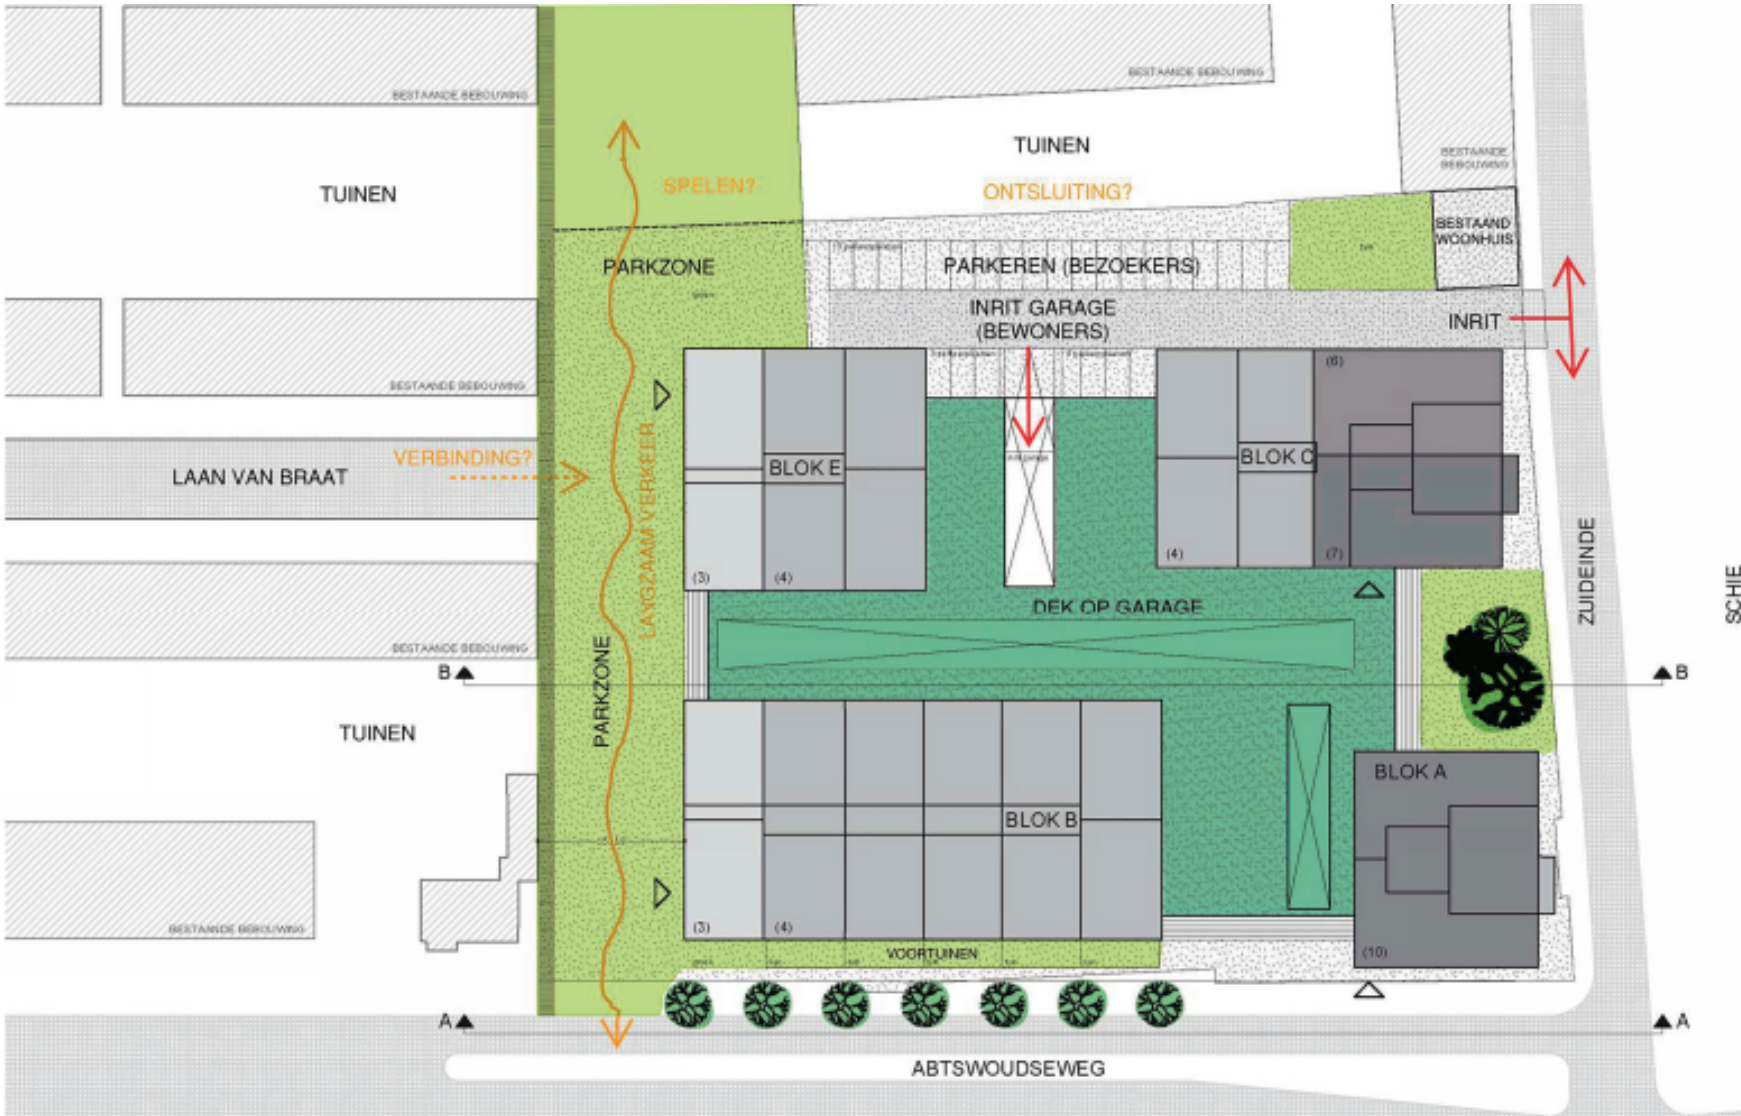 BESTAANDE BEBOUWING
BESTAANDE BEBOUWING
TUINEN
BESTAANDE
BEBOUWING
TUINEN
SPELEN?
ONTSLUITING?
BESTAAND
WOONHUIS
PARKZONE
PARKEREN (BEZOEKERS)
INRIT GARAGE
(BEWONERS)
INRIT
(6)
BESTAANDE BEBOUWING
VERBINDING?
LAAN VAN BRAAT
LANGZAAM VERKEER
BLOK E
BLOK C
(4)
(7)
(3)
(4)
ZUIDEINDE
SCHIE
DEK OP GARAGE
BESTAANDE BEBOUWING
B
B
PARKZONE
TUINEN
BLOK A
BLOK B
BESTAANDE BEBOUWING
(3)
(4)
VOORTUINEN
(10)
A
A
ABTSWOUDSEWEG